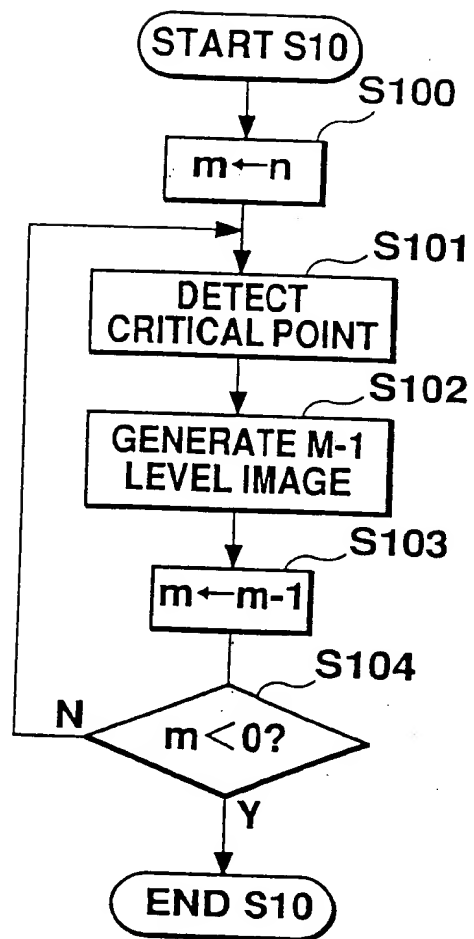 START S10
S100
m←n
S101
DETECT
CRITICAL POINT
S102
GENERATE M-1
LEVEL IMAGE
S103
m←m-1
S104
N
m<0?
Y
END S10